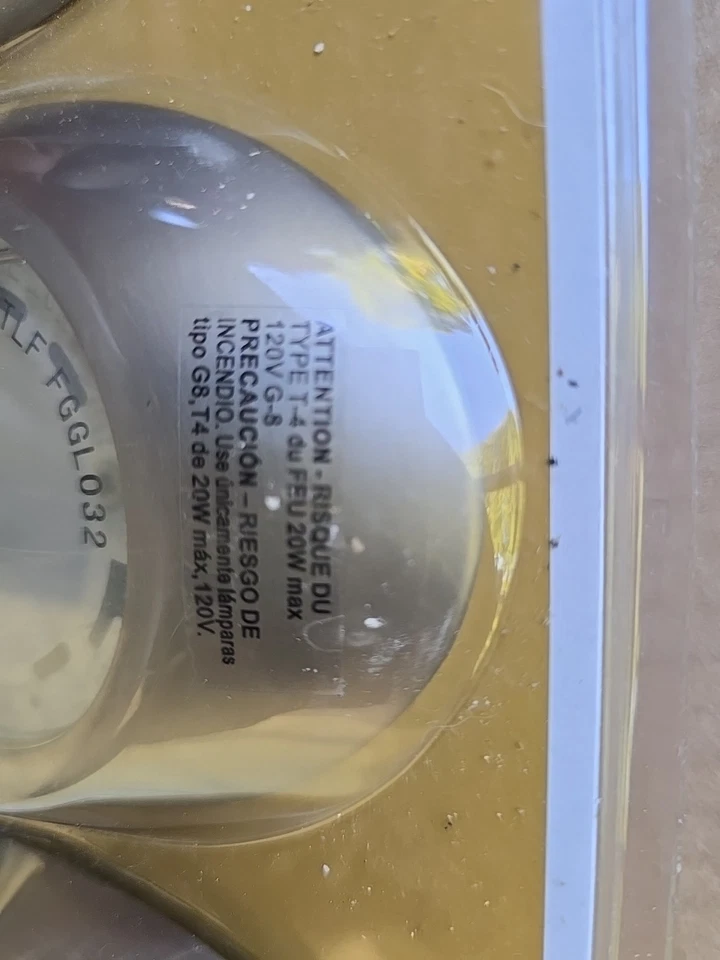 ATTENTION - RISQUE DU
TYPE T-4 du FEU 20W max
120V G-8
PRECAUCIÓN – RIESGO DE
INCENDIO. Use únicamente lámparas
tipo G8,T4 de 20W máx,120V.
TLF FGGL032